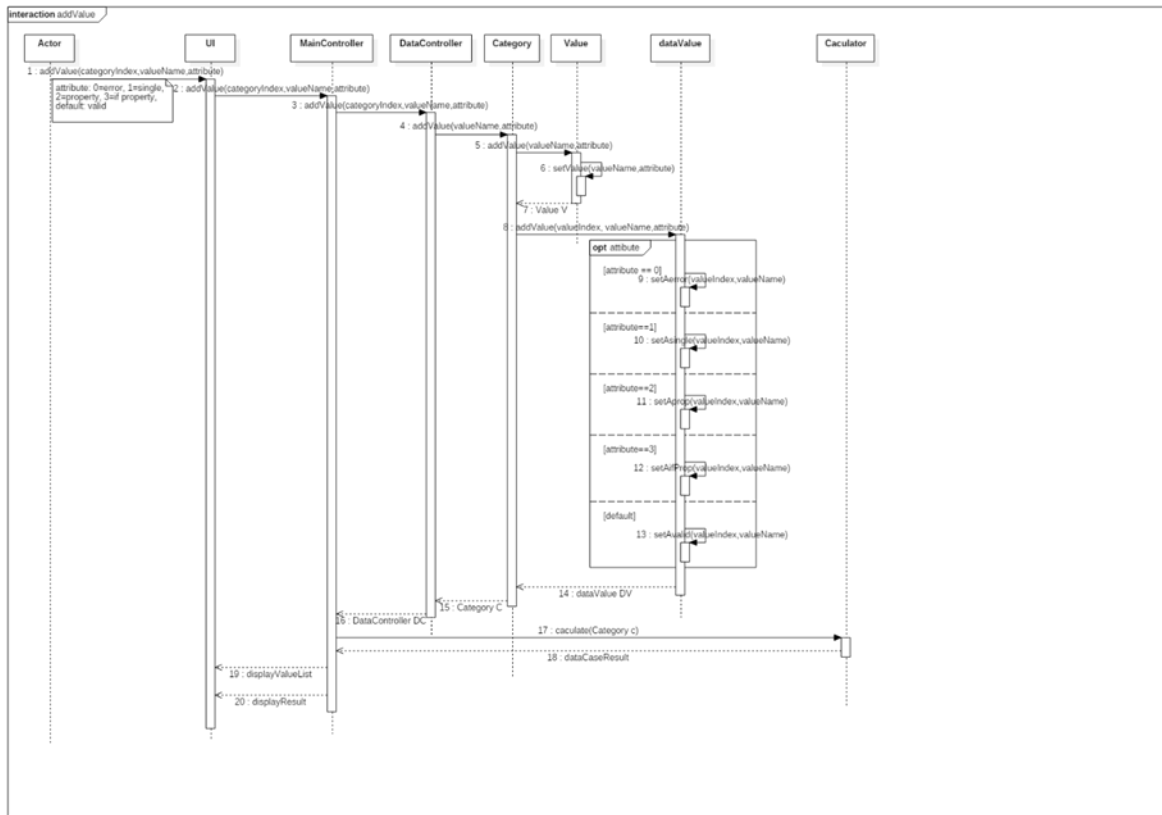 interaction addValue
Actor
UI
MainController
DataController
Category
Value
dataValue
Caculator
1 : addValue(categoryIndex,valueName,attribute)
attribute: 0=error, 1=single,
2=property, 3=if property,
default: valid
2 : addValue(categoryIndex,valueName,attribute)
3 : addValue(categoryIndex,valueName,attribute)
4 : addValue(valueName,attribute)
5 : addValue(valueName,attribute)
6 : setValue(valueName,attribute)
7 : Value V
8 : addValue(valueIndex, valueName,attribute)
opt attibute
[attribute == 0]
9 : setAerror(valueIndex,valueName)
[attribute==1]
10 : setAsingle(valueIndex,valueName)
[attribute==2]
11 : setAprop(valueIndex,valueName)
[attribute==3]
12 : setAifProp(valueIndex,valueName)
[default]
13 : setAvalid(valueIndex,valueName)
14 : dataValue DV
15 : Category C
16 : DataController DC
17 : caculate(Category c)
18 : dataCaseResult
19 : displayValueList
20 : displayResult